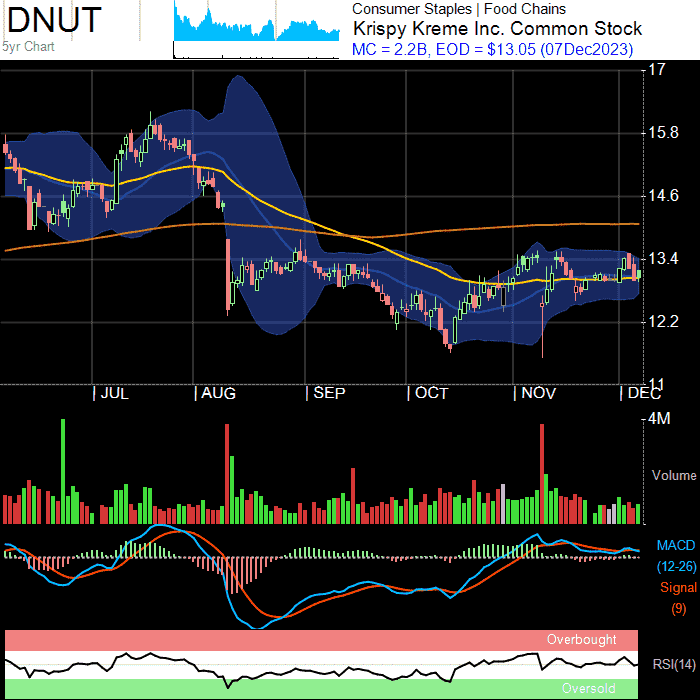 DNUT
5yr Chart
Consumer Staples | Food Chains
Krispy Kreme Inc. Common Stock
MC = 2.2B, EOD = $13.05 (07Dec2023)
17
15.8
14.6
13.4
12.2
11
| JUL | AUG | SEP | OCT | NOV | DEC
4M
Volume
MACD
(12-26)
Signal
(9)
Overbought
RSI(14)
Oversold